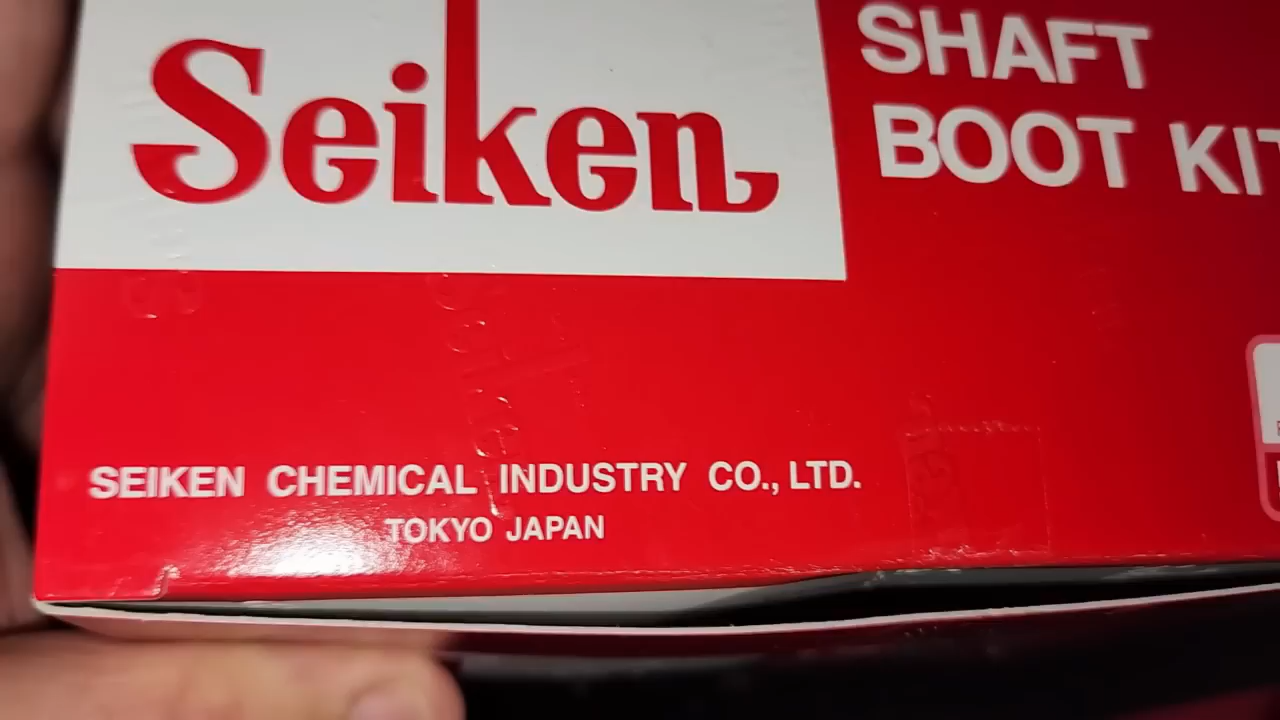 Seiken
SHAFT
BOOT KIT
SEIKEN CHEMICAL INDUSTRY CO., LTD.
TOKYO JAPAN